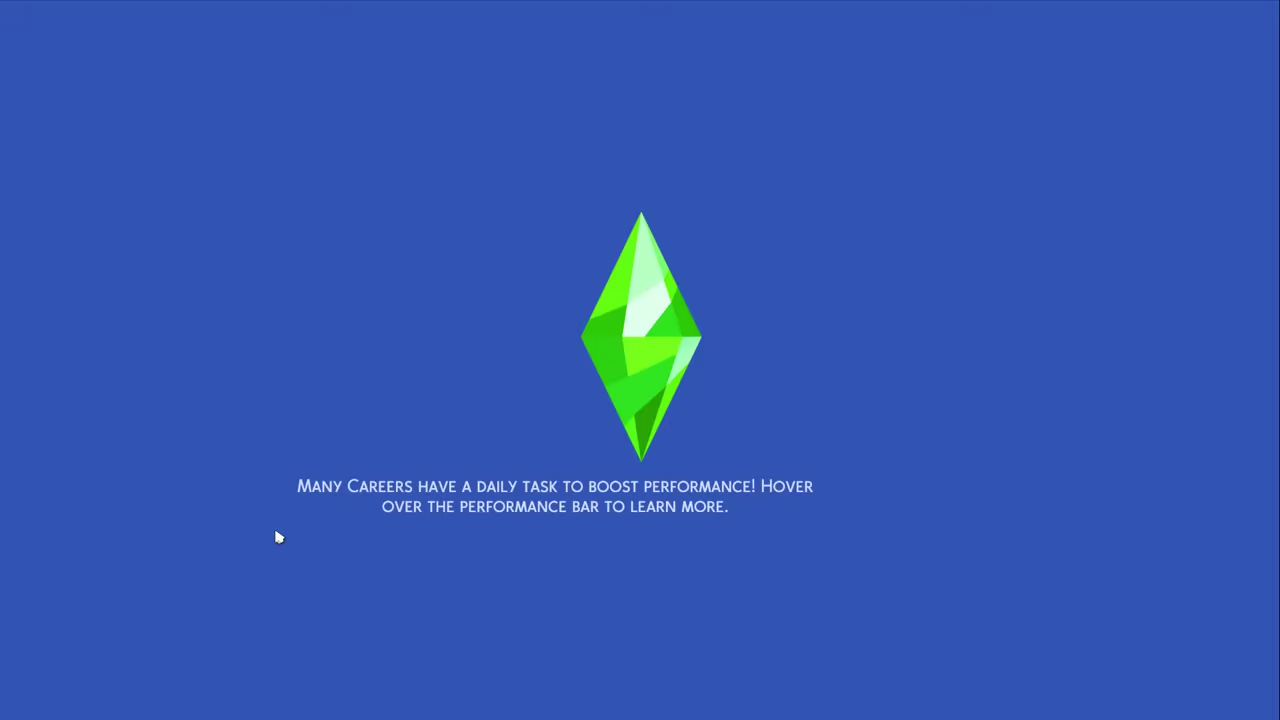 Many Careers have a daily task to boost performance! Hover
over the performance bar to learn more.